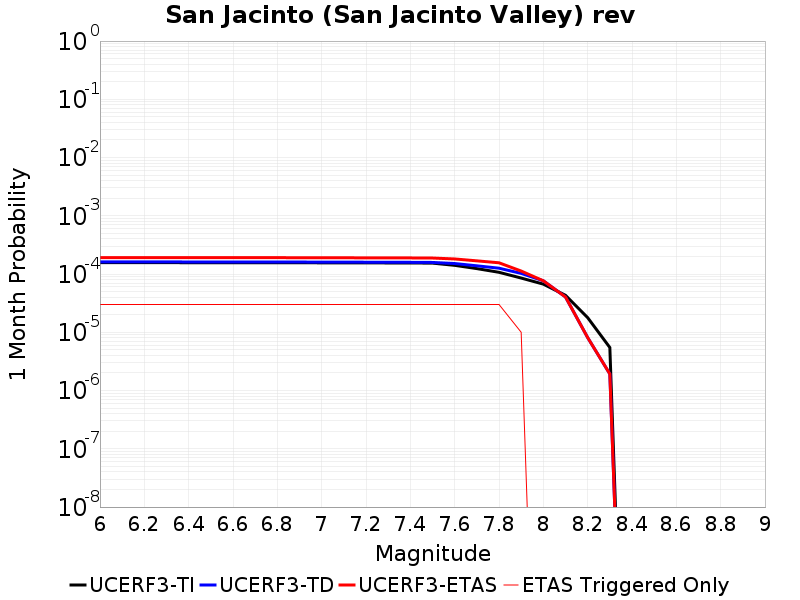 San Jacinto (San Jacinto Valley) rev
10^0
10^-1
10^-2
10^-3
10^-4
10^-5
10^-6
10^-7
10^-8
1 Month Probability
6 6.2 6.4 6.6 6.8 7 7.2 7.4 7.6 7.8 8 8.2 8.4 8.6 8.8 9
Magnitude
UCERF3-TI UCERF3-TD UCERF3-ETAS ETAS Triggered Only